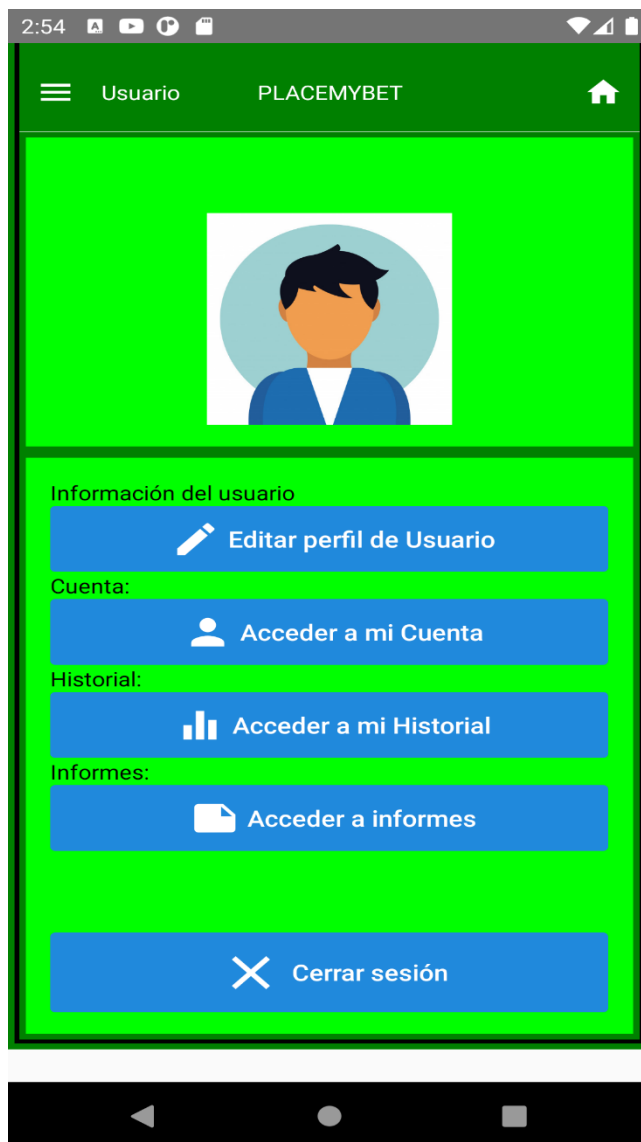 2:54
Usuario PLACEMYBET
Información del usuario
Editar perfil de Usuario
Cuenta:
Acceder a mi Cuenta
Historial:
Acceder a mi Historial
Informes:
Acceder a informes
Cerrar sesión